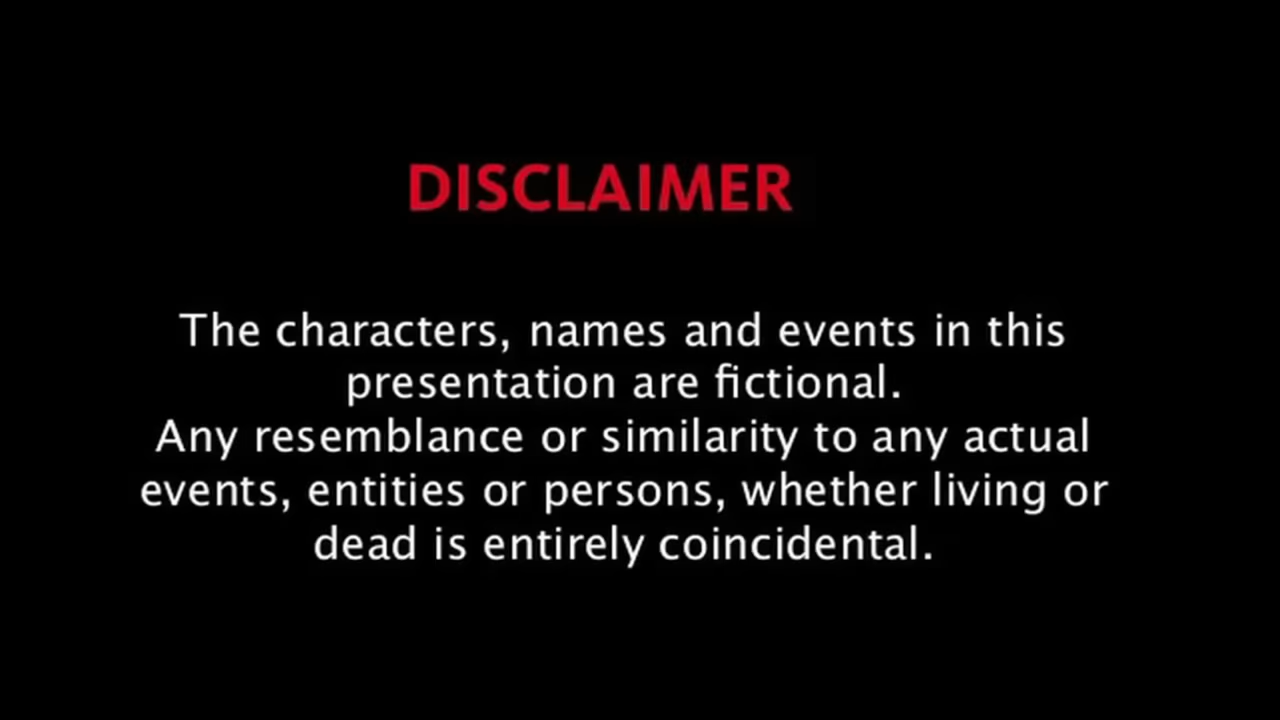 DISCLAIMER
The characters, names and events in this
presentation are fictional.
Any resemblance or similarity to any actual
events, entities or persons, whether living or
dead is entirely coincidental.